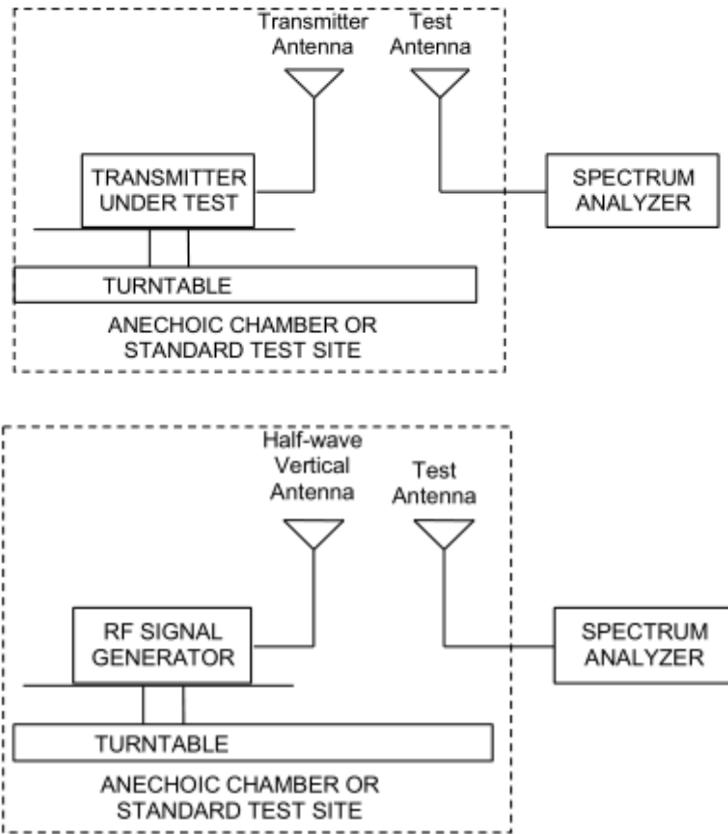 Transmitter
Antenna
Test
Antenna
TRANSMITTER
UNDER TEST
SPECTRUM
ANALYZER
TURNTABLE
ANECHOIC CHAMBER OR
STANDARD TEST SITE
Half-wave
Vertical
Antenna
Test
Antenna
RF SIGNAL
GENERATOR
SPECTRUM
ANALYZER
TURNTABLE
ANECHOIC CHAMBER OR
STANDARD TEST SITE